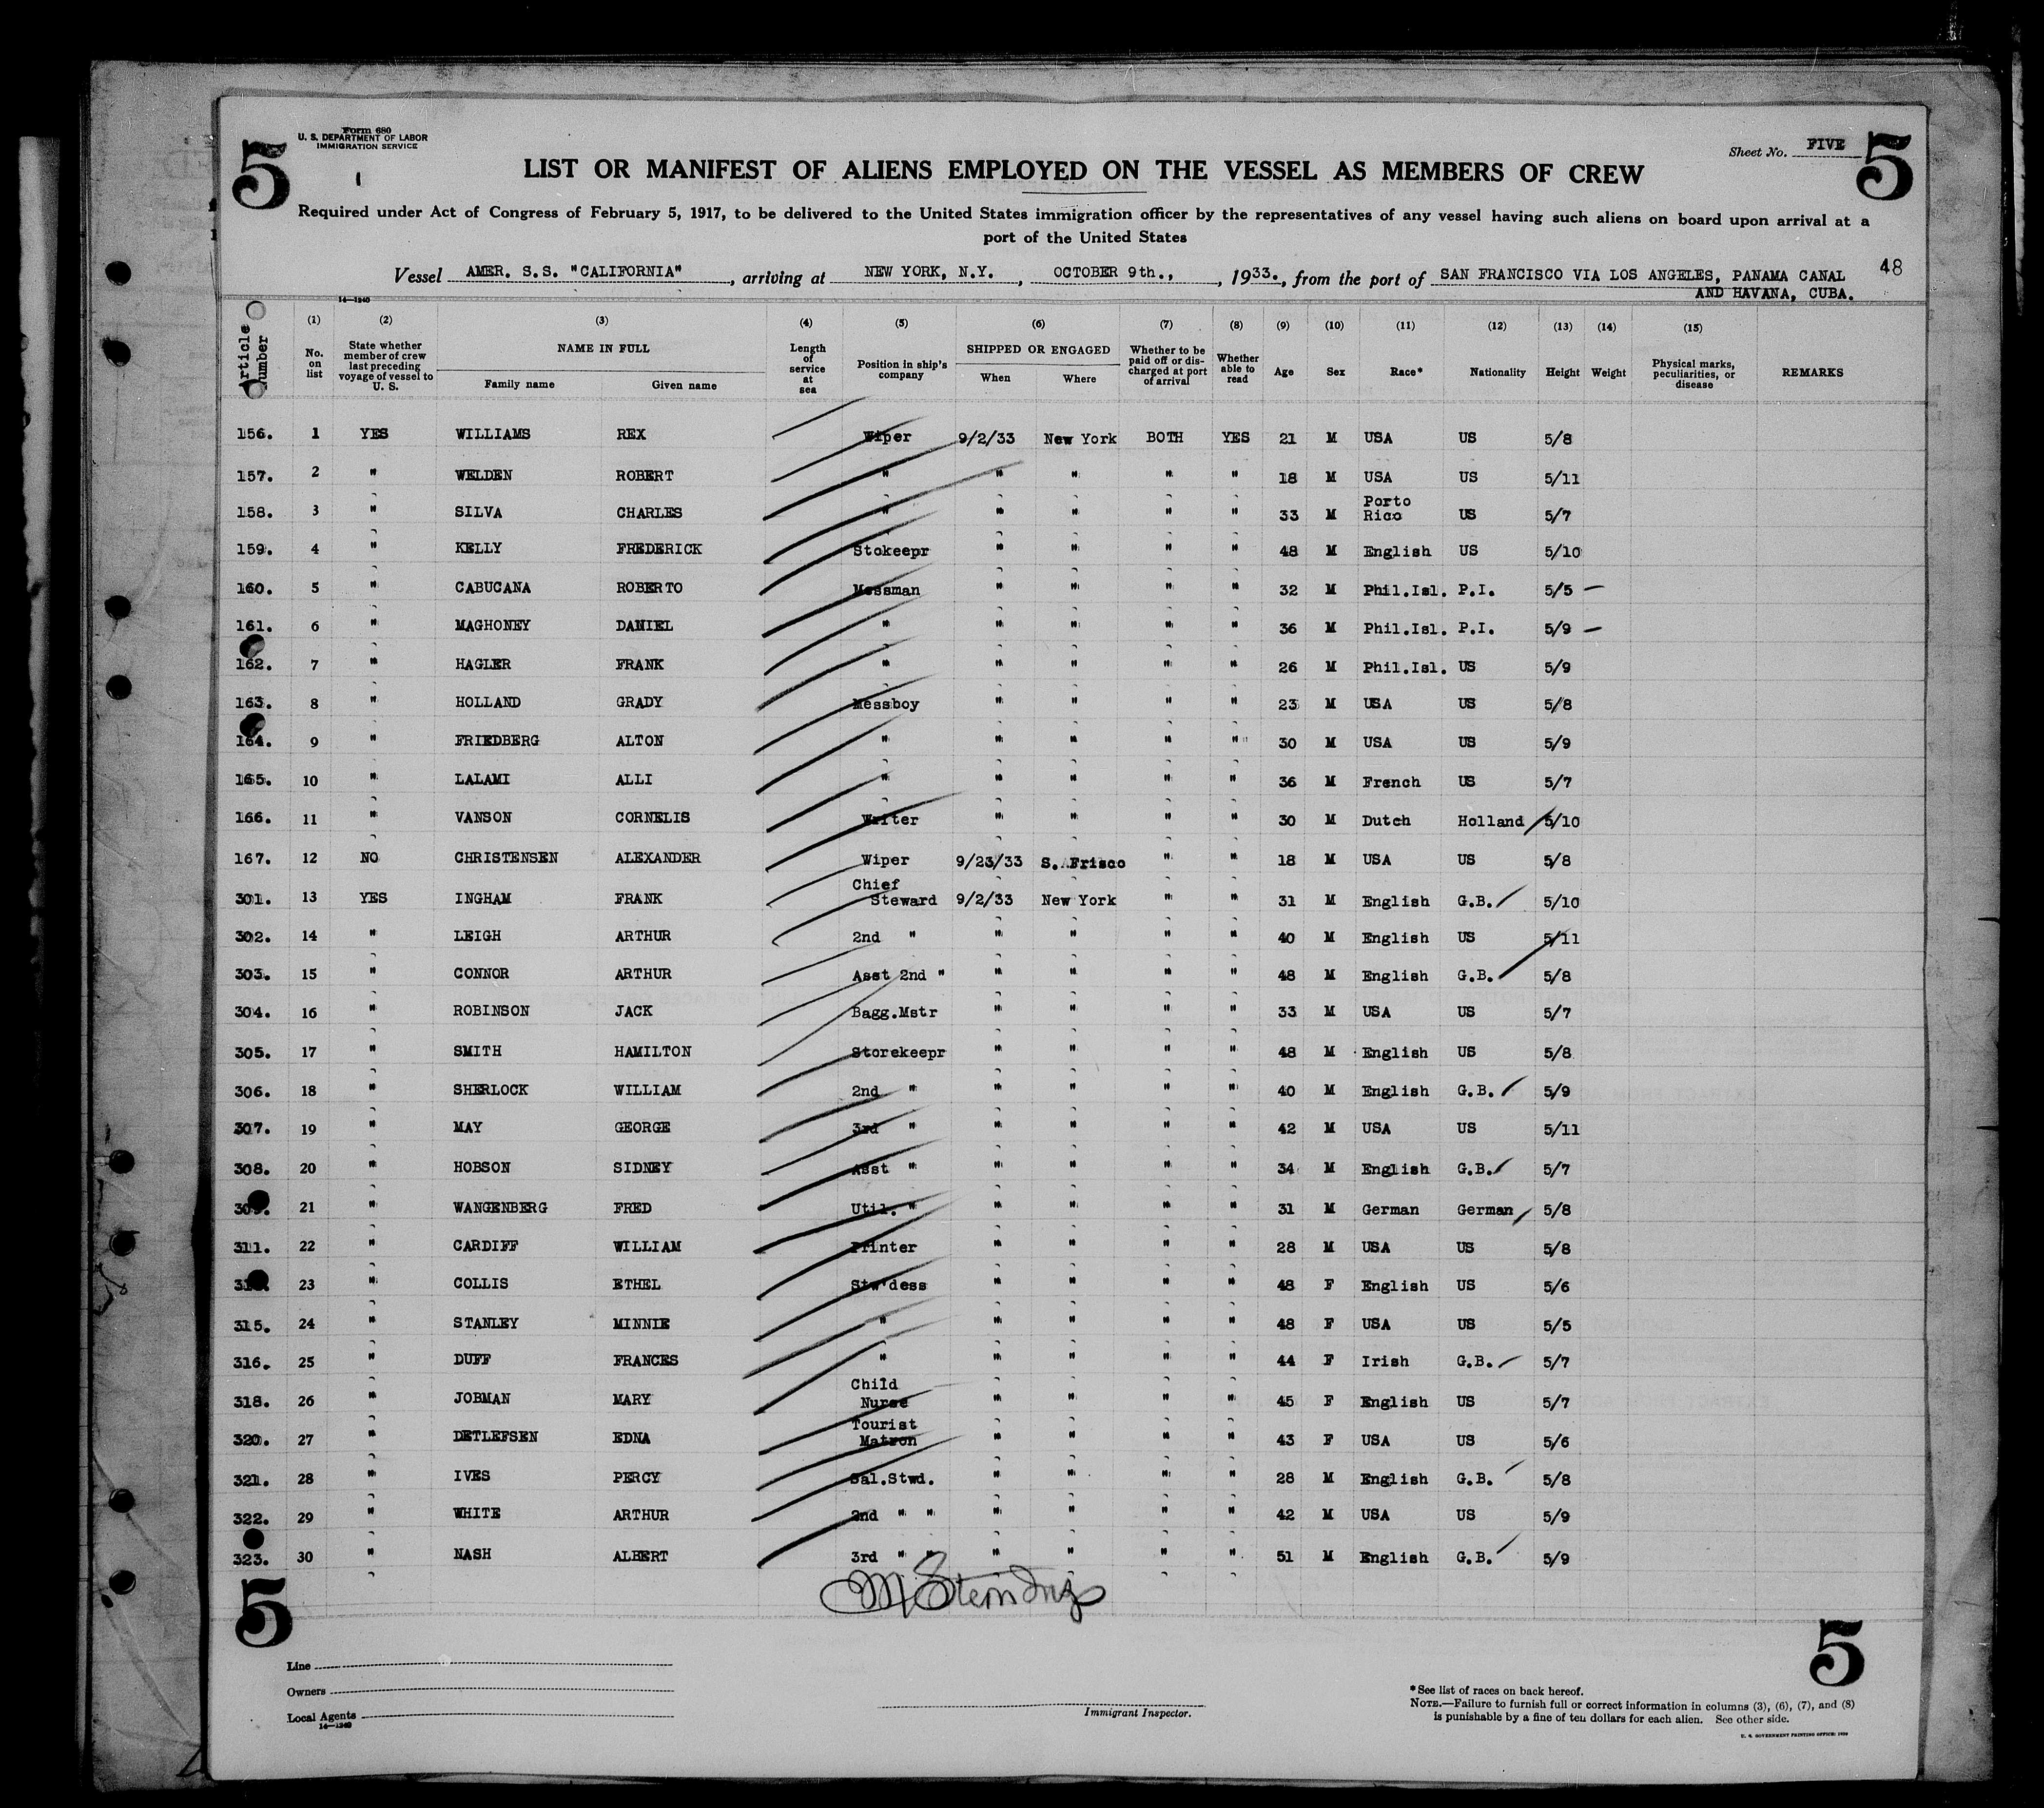 Form 680
U. S. DEPARTMENT OF LABOR
IMMIGRATION SERVICE
5
1
Sheet No. FIVE
5
LIST OR MANIFEST OF ALIENS EMPLOYED ON THE VESSEL AS MEMBERS OF CREW
Required under Act of Congress of February 5, 1917, to be delivered to the United States immigration officer by the representatives of any vessel having such aliens on board upon arrival at a
port of the United States
Vessel AMER. S.S. "CALIFORNIA", arriving at NEW YORK, N.Y., OCTOBER 9th., , 1933., from the port of SAN FRANCISCO VIA LOS ANGELES, PANAMA CANAL 48
AND HAVANA, CUBA.
14—1240
Article Number (1) No. on list (2) State whether member of crew last preceding voyage of vessel to U. S. (3) NAME IN FULL Family name Given name (4) Length of service at sea (5) Position in ship's company (6) SHIPPED OR ENGAGED When Where (7) Whether to be paid off or discharged at port of arrival (8) Whether able to read (9) Age (10) Sex (11) Race* (12) Nationality (13) Height (14) Weight (15) Physical marks, peculiarities, or disease REMARKS
156. 1 YES WILLIAMS REX Wiper 9/2/33 New York BOTH YES 21 M USA US 5/8
157. 2 " WELDEN ROBERT " " " " " 18 M USA US 5/11
158. 3 " SILVA CHARLES " " " " " 33 M Porto Rico US 5/7
159. 4 " KELLY FREDERICK Stokeepr " " " " 48 M English US 5/10
160. 5 " CABUCANA ROBERTO Messman " " " " 32 M Phil.Isl. P.I. 5/5 —
161. 6 " MAGHONEY DANIEL " " " " " 36 M Phil.Isl. P.I. 5/9 —
162. 7 " HAGLER FRANK " " " " " 26 M Phil.Isl. US 5/9
163. 8 " HOLLAND GRADY Messboy " " " " 23 M USA US 5/8
164. 9 " FRIEDBERG ALTON " " " " " 30 M USA US 5/9
165. 10 " LALAMI ALLI " " " " " 36 M French US 5/7
166. 11 " VANSON CORNELIS Writer " " " " 30 M Dutch Holland 5/10
167. 12 NO CHRISTENSEN ALEXANDER Wiper 9/23/33 S. Frisco " " 18 M USA US 5/8
301. 13 YES INGHAM FRANK Chief Steward 9/2/33 New York " " 31 M English G.B. 5/10
302. 14 " LEIGH ARTHUR 2nd " " " " " 40 M English US 5/11
303. 15 " CONNOR ARTHUR Asst 2nd " " " " " 48 M English G.B. 5/8
304. 16 " ROBINSON JACK Bagg.Mstr " " " " 33 M USA US 5/7
305. 17 " SMITH HAMILTON Storekeepr " " " " 48 M English US 5/8
306. 18 " SHERLOCK WILLIAM 2nd " " " " " 40 M English G.B. 5/9
307. 19 " MAY GEORGE 3rd " " " " " 42 M USA US 5/11
308. 20 " HOBSON SIDNEY Asst " " " " " 34 M English G.B. 5/7
21 " WANGENBERG FRED Util. " " " " " 31 M German German 5/8
311. 22 " CARDIFF WILLIAM Printer " " " " 28 M USA US 5/8
23 " COLLIS ETHEL Stw'dess " " " " 48 F English US 5/6
315. 24 " STANLEY MINNIE " " " " " 48 F USA US 5/5
316. 25 " DUFF FRANCES " " " " " 44 F Irish G.B. 5/7
318. 26 " JOBMAN MARY Child Nurse " " " " 45 F English US 5/7
320. 27 " DETLEFSEN EDNA Tourist Matron " " " " 43 F USA US 5/6
321. 28 " IVES PERCY Sal.Stwd. " " " " 28 M English G.B. 5/8
322. 29 " WHITE ARTHUR 2nd " " " " " " 42 M USA US 5/9
323. 30 " NASH ALBERT 3rd " " " " " " 51 M English G.B. 5/9
5
5
Line
Owners
Local Agents
14—1240
Immigrant Inspector.
*See list of races on back hereof.
NOTE.—Failure to furnish full or correct information in columns (3), (6), (7), and (8)
is punishable by a fine of ten dollars for each alien. See other side.